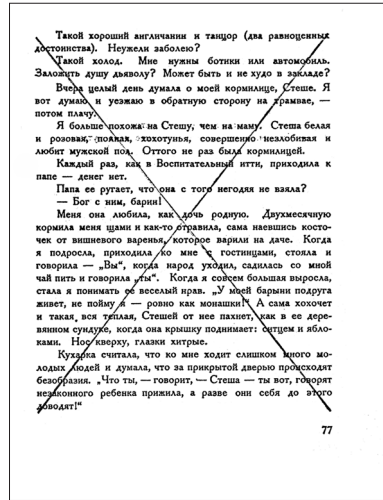 Такой хороший англичанин и танцор (два равноценных
достоинства). Неужели заболею?
Такой холод. Мне нужны ботики или автомобиль.
Заложить душу дьяволу? Может быть и не худо в закладе?
Вчера целый день думала о моей кормилице, Стеше. Я
вот думаю и уезжаю в обратную сторону на трамвае, —
потом плачу.
Я больше похожа на Стешу, чем на маму. Стеша белая
и розовая, полная, хохотунья, совершенно незлобивая и
любит мужской пол. Оттого не раз была кормилицей.
Каждый раз, как в Воспитательный итти, приходила к
папе — денег нет.
Папа ее ругает, что она с того негодяя не взяла?
— Бог с ним, барин!
Меня она любила, как дочь родную. Двухмесячную
кормила меня щами и как-то отравила, сама наевшись косто-
чек от вишневого варенья, которое варили на даче. Когда
я подросла, приходила ко мне с гостинцами, стояла и
говорила — „Вы“, когда народ уходил, садилась со мной
чай пить и говорила „ты“. Когда я совсем большая выросла,
стала я понимать ее веселый нрав. „У моей барыни подруга
живет, не пойму я — ровно как монашки!“ А сама хохочет
и такая вся теплая, Стешей от нее пахнет, как в ее дере-
вянном сундуке, когда она крышку поднимает: ситцем и ябло-
ками. Нос кверху, глазки хитрые.
Кухарка считала, что ко мне ходит слишком много мо-
лодых людей и думала, что за прикрытой дверью происходят
безобразия. „Что ты, — говорит, — Стеша — ты вот, говорят
незаконного ребенка прижила, а разве они себя до этого
доводят!“
77